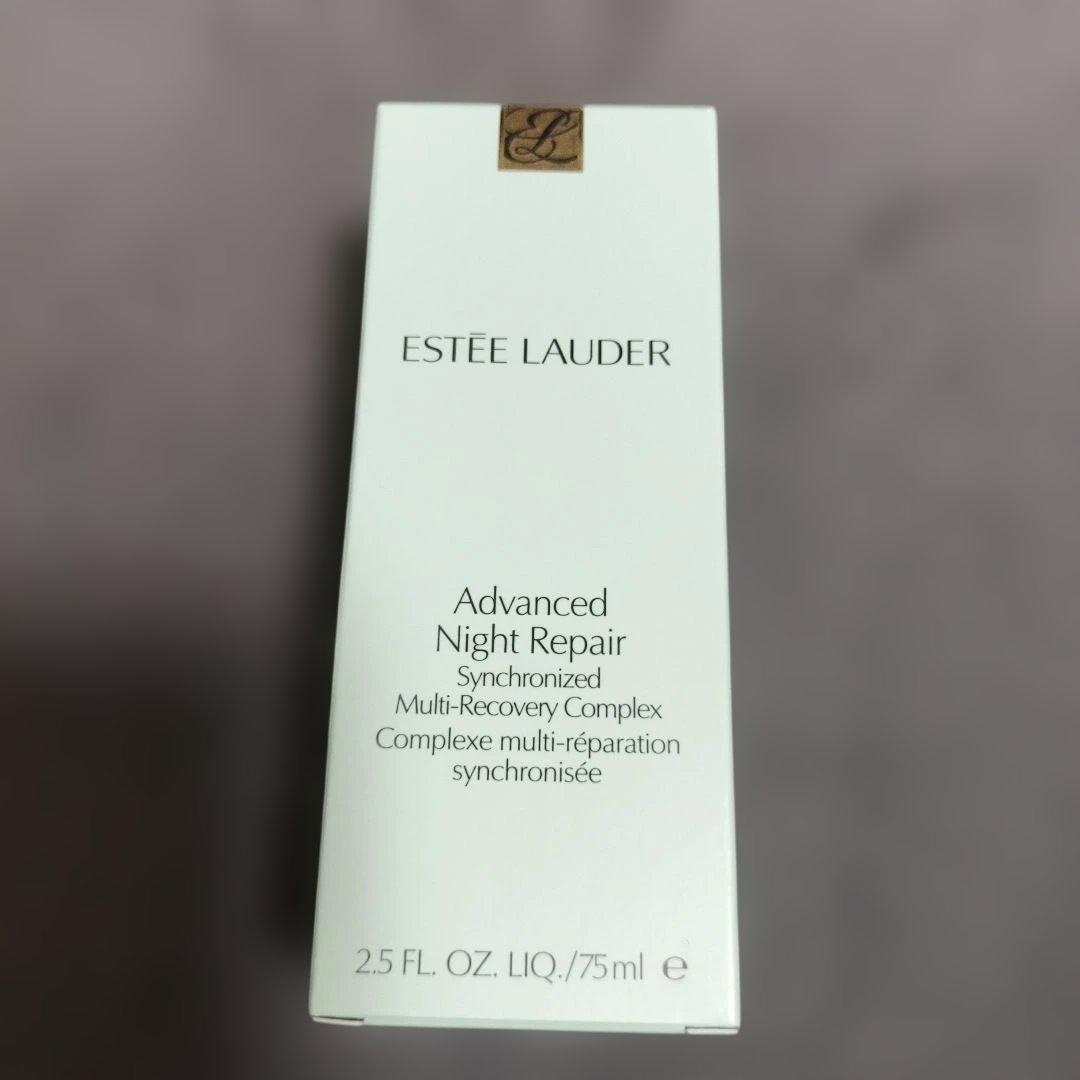 EL
ESTĒE LAUDER
Advanced
Night Repair
Synchronized
Multi-Recovery Complex
Complexe multi-réparation
synchronisée
2.5 FL. OZ. LIQ./75ml ℮